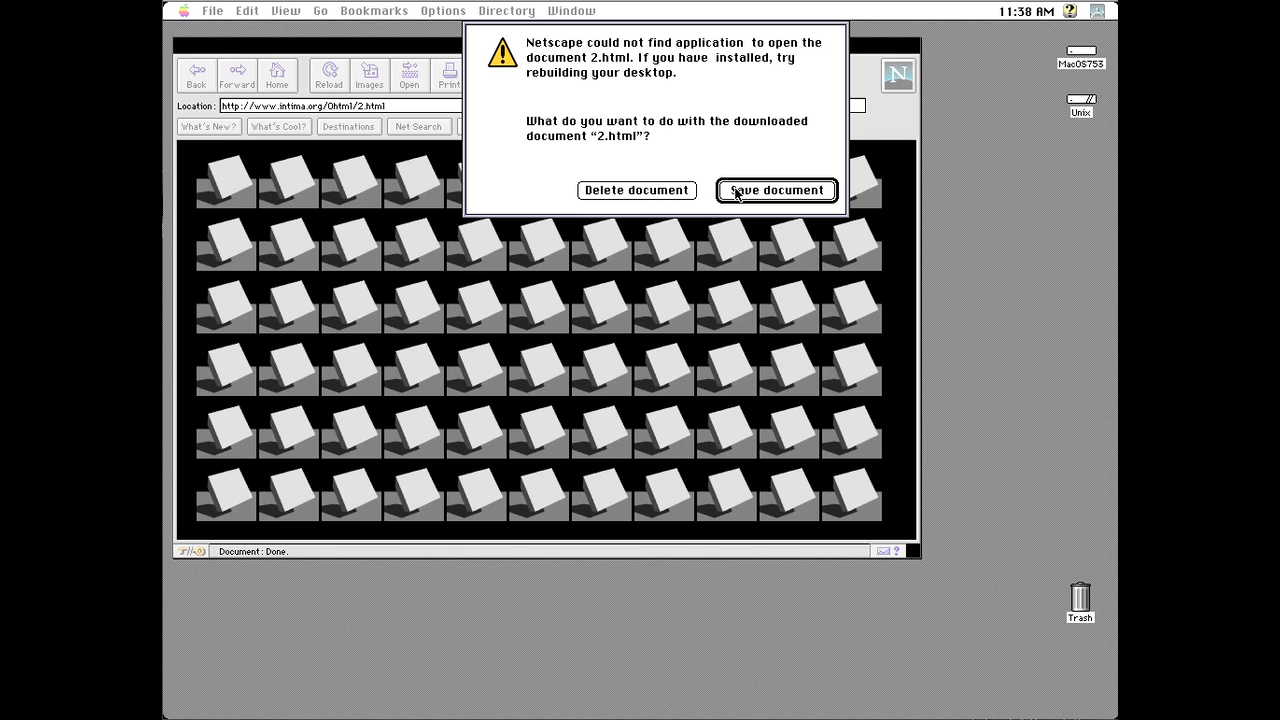 File Edit View Go Bookmarks Options Directory Window 11:38 AM
Netscape could not find application to open the
document 2.html. If you have installed, try
rebuilding your desktop.
What do you want to do with the downloaded
document “2.html”?
Delete document Save document
Back Forward Home Reload Images Open Print
N
Location: http://www.intima.org/0html/2.html
What's New? What's Cool? Destinations Net Search
Document: Done.
MacOS753
Unix
Trash